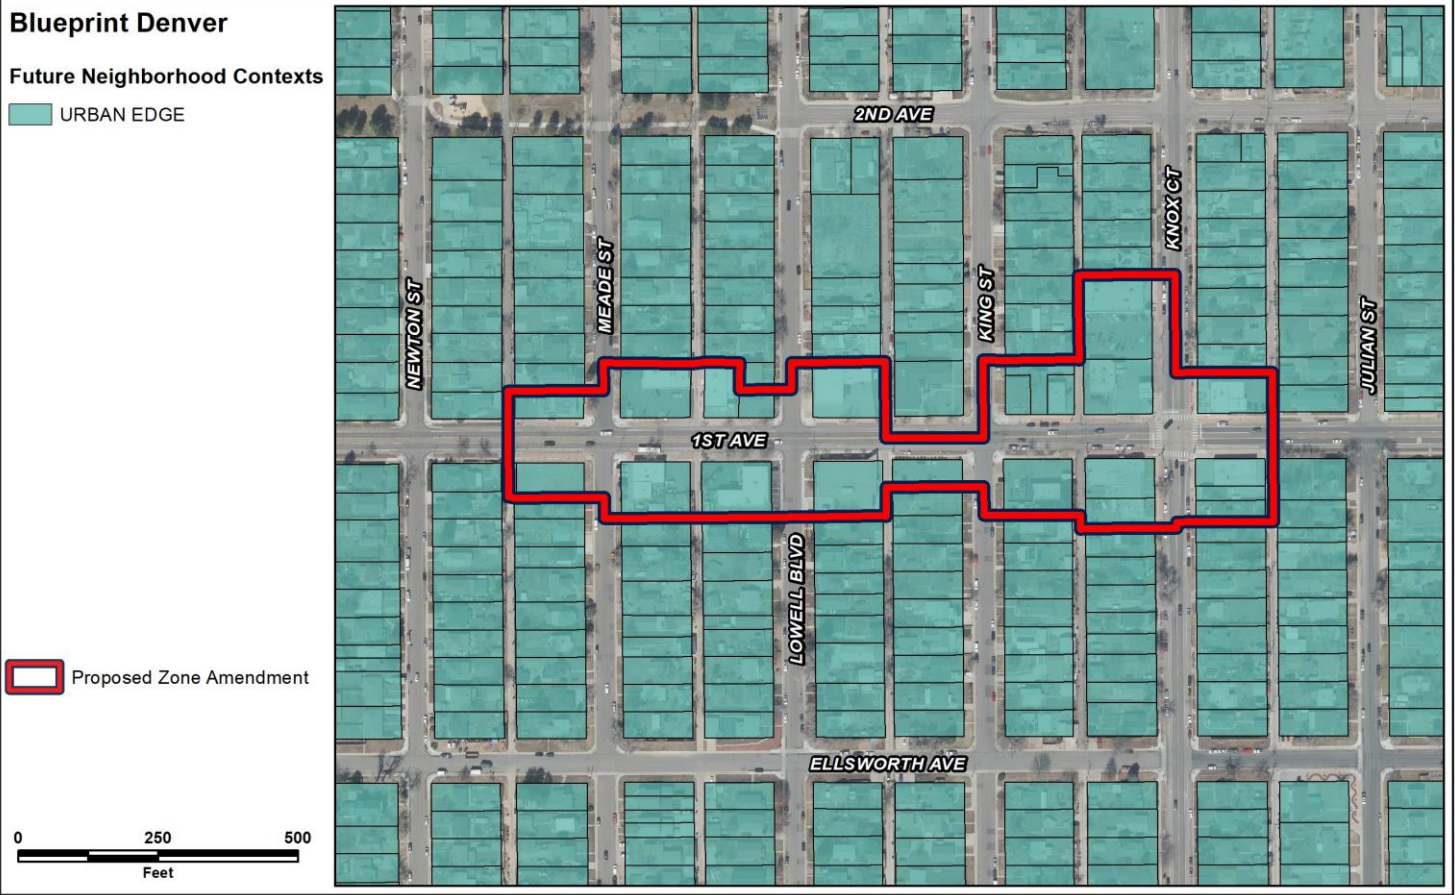 Blueprint Denver
Future Neighborhood Contexts
URBAN EDGE
2ND AVE
KNOX CT
MEADE ST
KING ST
NEWTON ST
JULIAN ST
1ST AVE
LOWELL BLVD
Proposed Zone Amendment
ELLSWORTH AVE
0 250 500
Feet